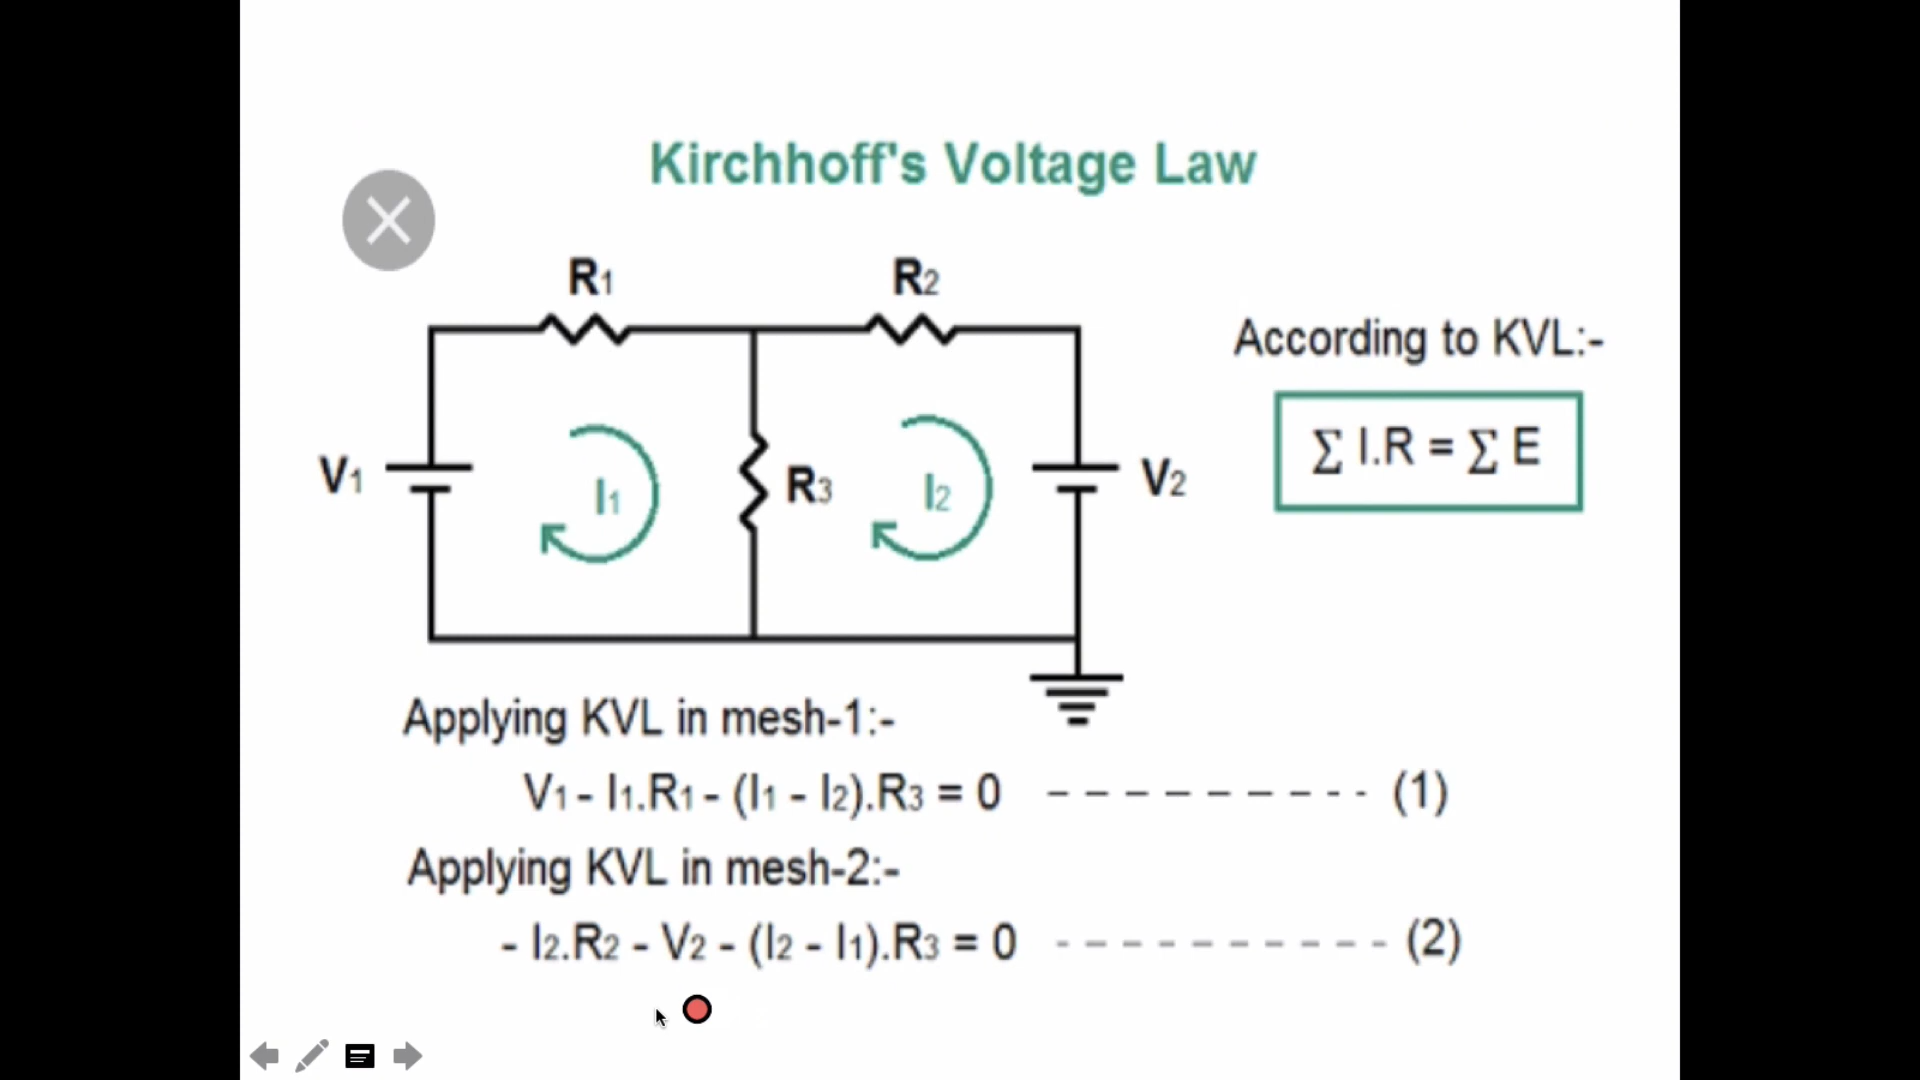 Kirchhoff's Voltage Law
R1
R2
According to KVL:-
∑ I.R = ∑ E
V1
I1
R3
I2
V2
Applying KVL in mesh-1:-
V1 - I1.R1 - (I1 - I2).R3 = 0 ----------- (1)
Applying KVL in mesh-2:-
- I2.R2 - V2 - (I2 - I1).R3 = 0 ----------- (2)